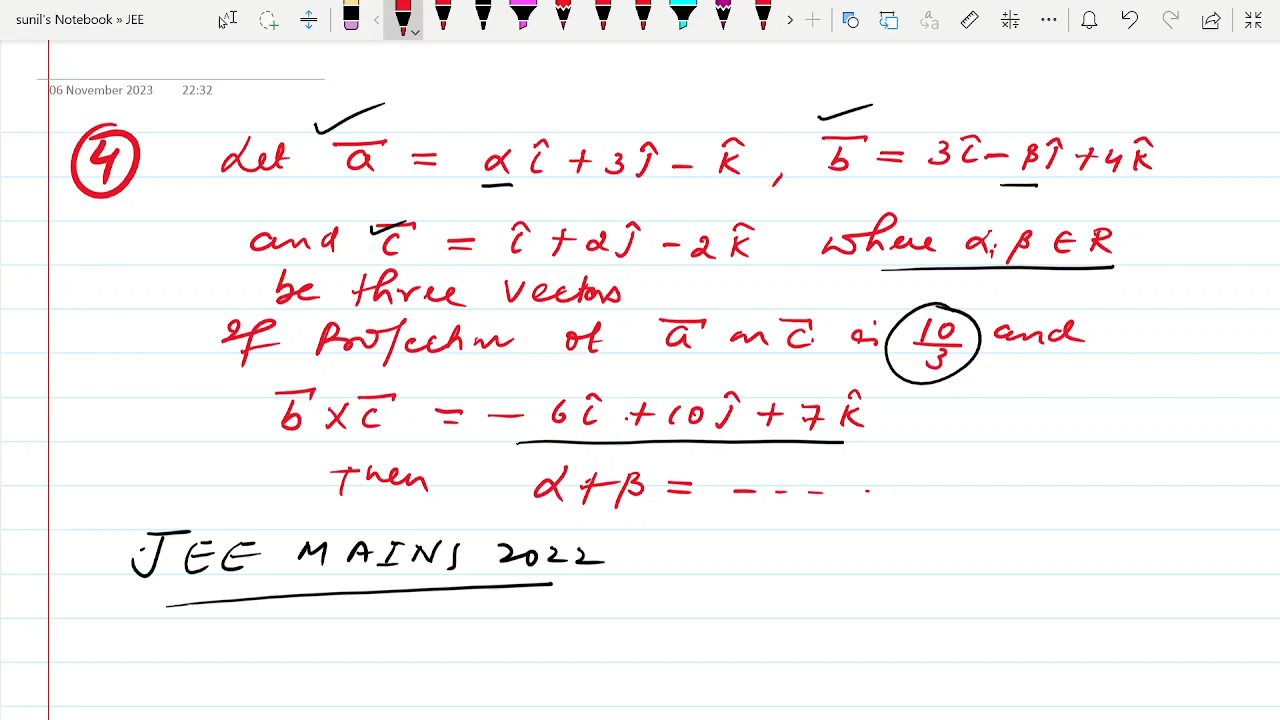 sunil's Notebook » JEE
06 November 2023 22:32
④ Let a̅ = αî + 3ĵ - k̂, b̅ = 3î - βĵ + 4k̂
and c̅ = î + 2ĵ - 2k̂ where α, β ∈ R
be three vectors
If Projection of a̅ on c̅ is 10/3 and
b̅ × c̅ = - 6î + 10ĵ + 7k̂
Then α + β = - - - - .
JEE MAINS 2022